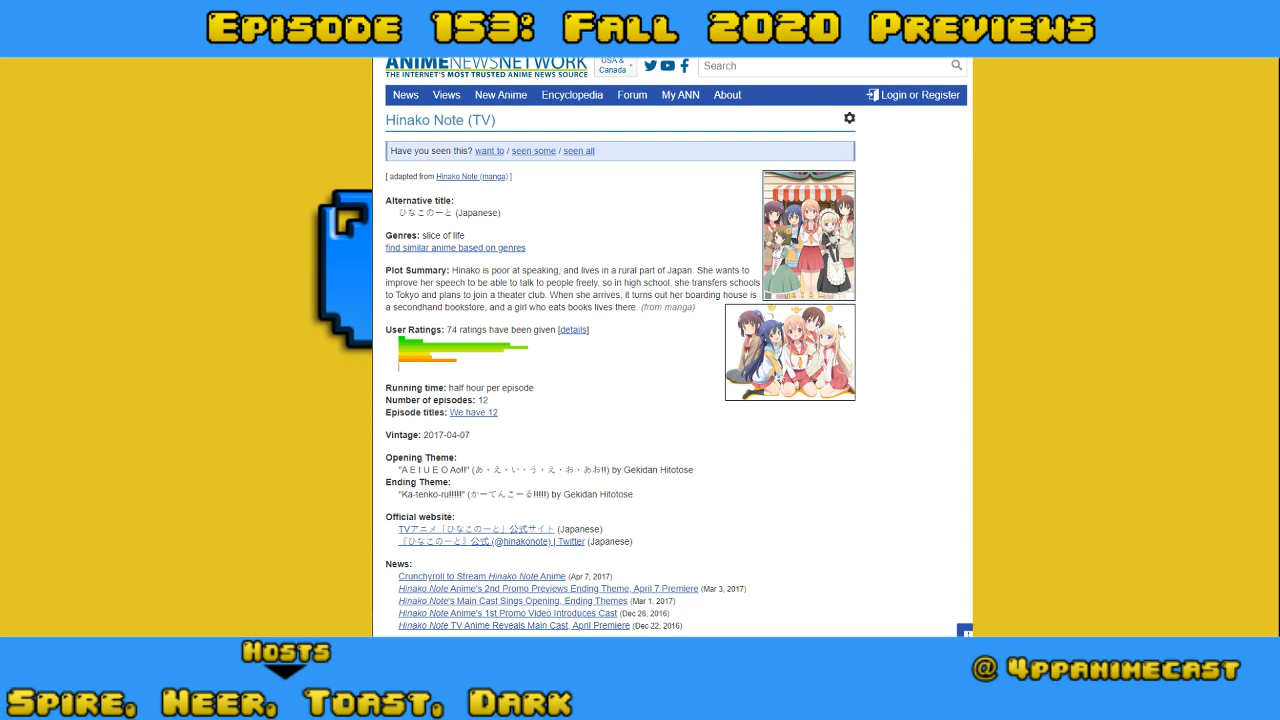 Episode 153: Fall 2020 Previews
ANIMENEWSNETWORK
THE INTERNET'S MOST TRUSTED ANIME NEWS SOURCE
USA &
Canada
Search
News Views New Anime Encyclopedia Forum My ANN About Login or Register
Hinako Note (TV)
Have you seen this? want to / seen some / seen all
[ adapted from Hinako Note (manga) ]
Alternative title:
ひなこのーと (Japanese)
Genres: slice of life
find similar anime based on genres
Plot Summary: Hinako is poor at speaking, and lives in a rural part of Japan. She wants to
improve her speech to be able to talk to people freely, so in high school, she transfers schools
to Tokyo and plans to join a theater club. When she arrives, it turns out her boarding house is
a secondhand bookstore, and a girl who eats books lives there. (from manga)
User Ratings: 74 ratings have been given [details]
Running time: half hour per episode
Number of episodes: 12
Episode titles: We have 12
Vintage: 2017-04-07
Opening Theme:
"A E I U E O Ao!!" (あ・え・い・う・え・お・あお!!) by Gekidan Hitotose
Ending Theme:
"Ka-tenko-ru!!!!!" (かーてんこーる!!!!!) by Gekidan Hitotose
Official website:
TVアニメ「ひなこのーと」公式サイト (Japanese)
『ひなこのーと』公式 (@hinakonote) | Twitter (Japanese)
News:
Crunchyroll to Stream Hinako Note Anime (Apr 7, 2017)
Hinako Note Anime's 2nd Promo Previews Ending Theme, April 7 Premiere (Mar 3, 2017)
Hinako Note's Main Cast Sings Opening, Ending Themes (Mar 1, 2017)
Hinako Note Anime's 1st Promo Video Introduces Cast (Dec 26, 2016)
Hinako Note TV Anime Reveals Main Cast, April Premiere (Dec 22, 2016)
Hosts
Spire, Neer, Toast, Dark
@ 4ppanimecast